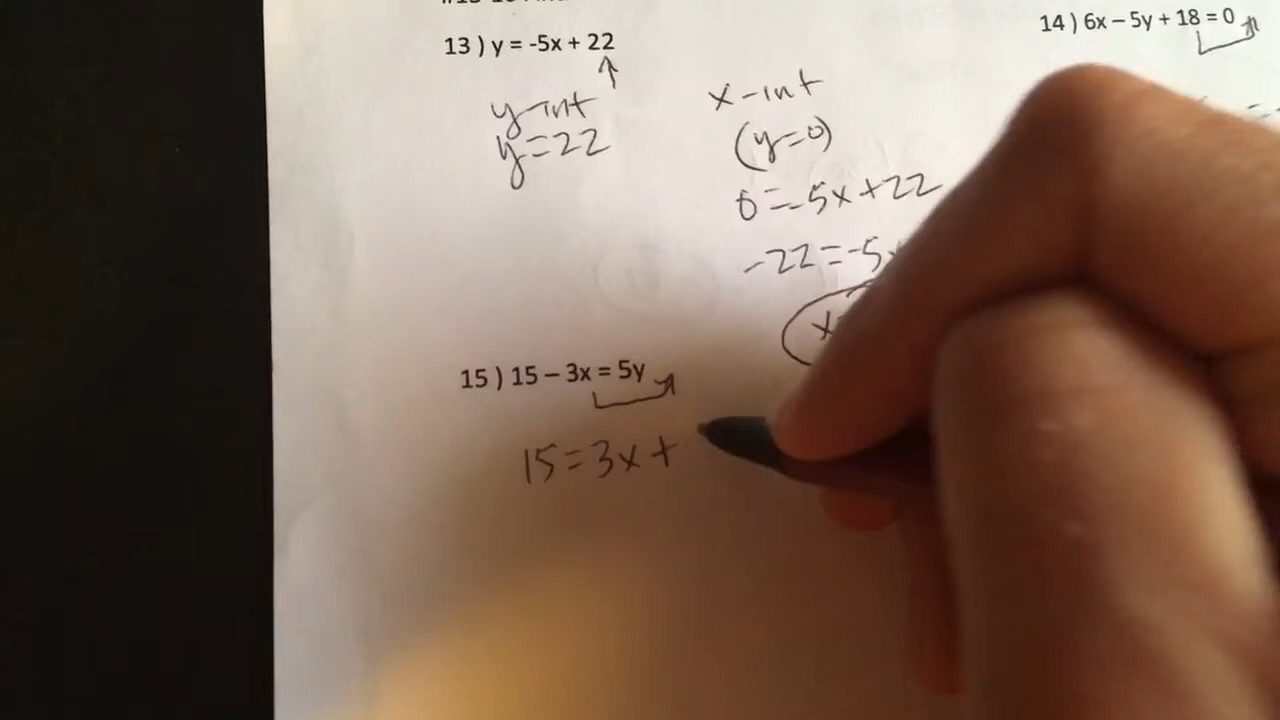 13 ) y = -5x + 22
14 ) 6x – 5y + 18 = 0
y-int
y=22
x-int
(y=0)
0=-5x+22
-22=-5x
x
15 ) 15 – 3x = 5y
15=3x+